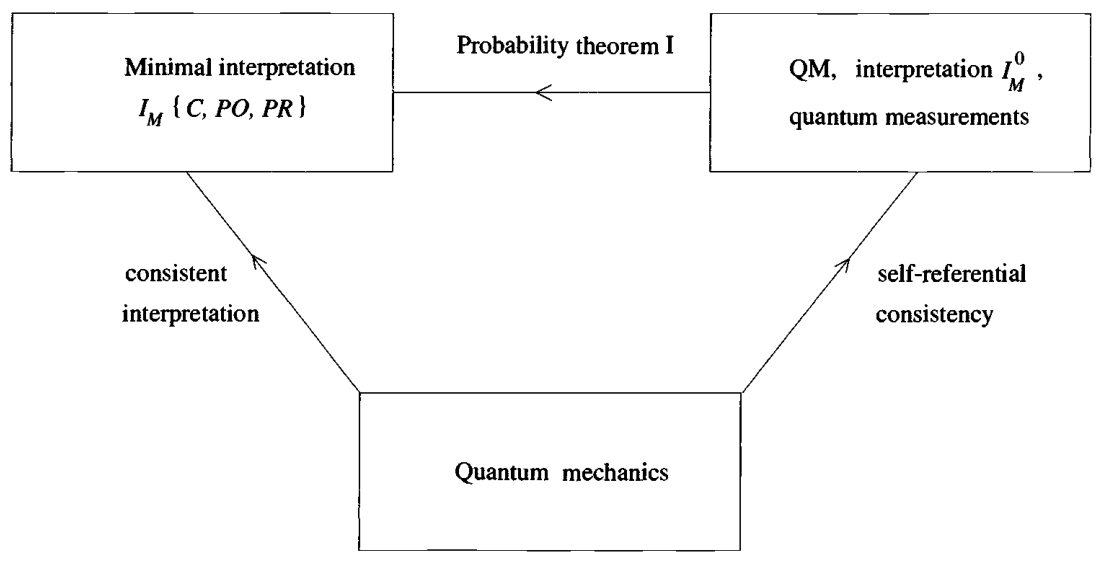 Probability theorem I
Minimal interpretation
I_M { C, PO, PR }
QM, interpretation I_M^0 ,
quantum measurements
consistent
interpretation
self-referential
consistency
Quantum mechanics